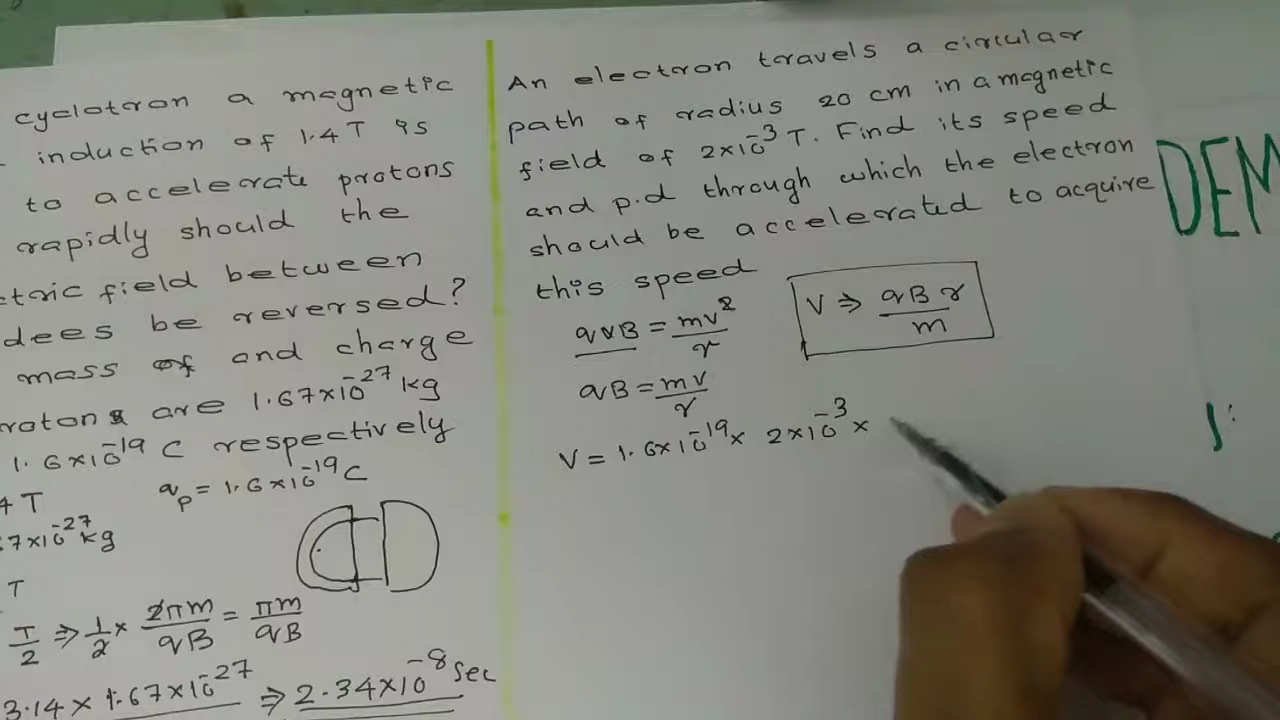 cyclotron a magnetic
induction of 1.4T is
to accelerate protons
rapidly should the
ctric field between
dees be reversed?
mass of and charge
rotons are 1.67×10⁻²⁷ kg
1.6×10⁻¹⁹ C respectively
4 T
q_p = 1.6×10⁻¹⁹ C
67×10⁻²⁷ kg
T
T/2 ⇒ 1/2 × 2πm/qB = πm/qB
3.14 × 1.67×10⁻²⁷ ⇒ 2.34×10⁻⁸ sec
An electron travels a circular
path of radius 20 cm in a magnetic
field of 2×10⁻³ T. Find its speed
and p.d through which the electron
should be accelerated to acquire
this speed
qvB = mv²/r
V ⇒ qBr/m
qB = mv/r
V = 1.6×10⁻¹⁹ × 2×10⁻³ ×
DEM